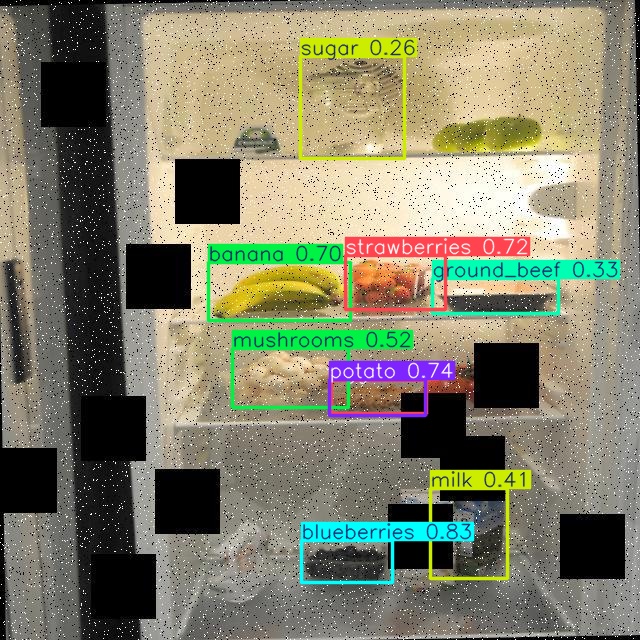 sugar 0.26
strawberries 0.72
banana 0.70
ground_beef 0.33
mushrooms 0.52
potato 0.74
milk 0.41
blueberries 0.83